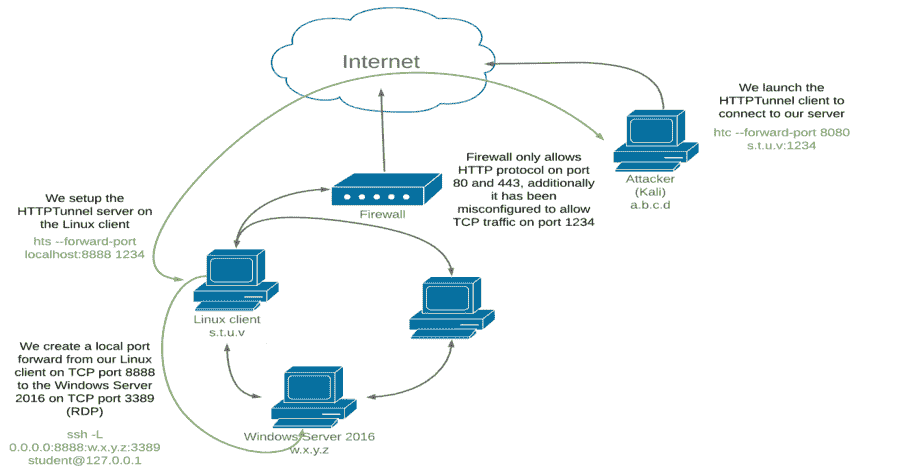 Internet
We launch the
HTTPTunnel client to
connect to our server
htc --forward-port 8080
s.t.u.v:1234
Attacker
(Kali)
a.b.c.d
Firewall only allows
HTTP protocol on port
80 and 443, additionally
it has been
misconfigured to allow
TCP traffic on port 1234
Firewall
We setup the
HTTPTunnel server on
the Linux client
hts --forward-port
localhost:8888 1234
Linux client
s.t.u.v
We create a local port
forward from our Linux
client on TCP port 8888
to the Windows Server
2016 on TCP port 3389
(RDP)
ssh -L
0.0.0.0:8888:w.x.y.z:3389
student@127.0.0.1
Windows Server 2016
w.x.y.z